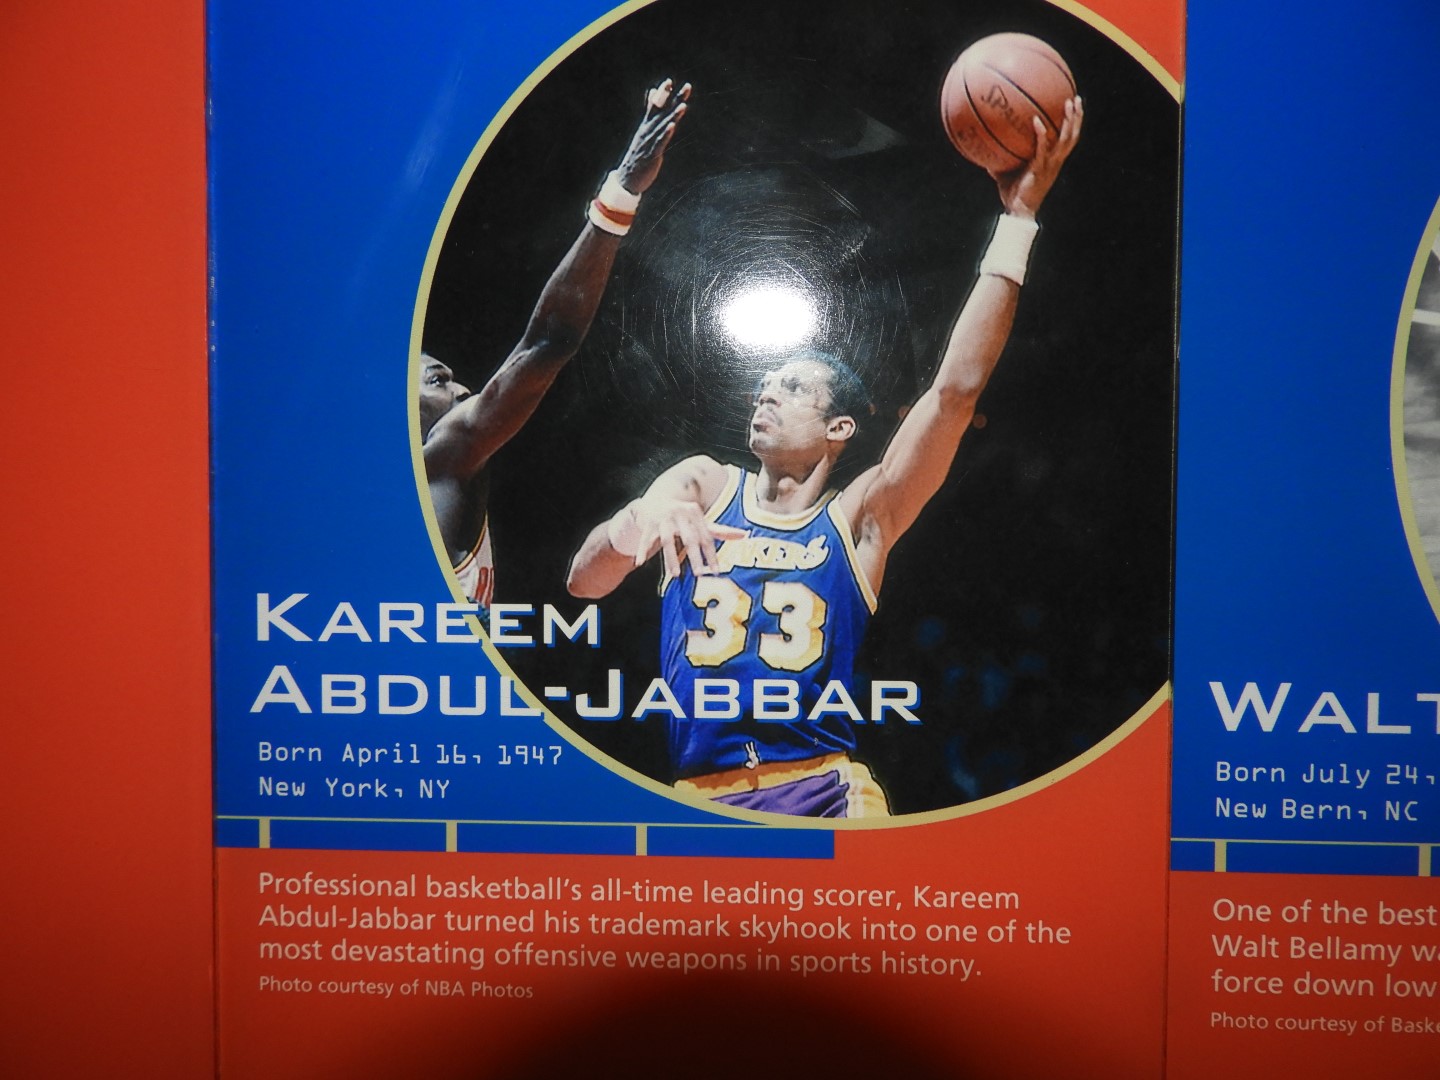 SPALDING
LAKERS
33
KAREEM
ABDUL-JABBAR
Born April 16, 1947
New York, NY
Professional basketball's all-time leading scorer, Kareem
Abdul-Jabbar turned his trademark skyhook into one of the
most devastating offensive weapons in sports history.
Photo courtesy of NBA Photos
WALT
Born July 24,
New Bern, NC
One of the best
Walt Bellamy
force down low
Photo courtesy of